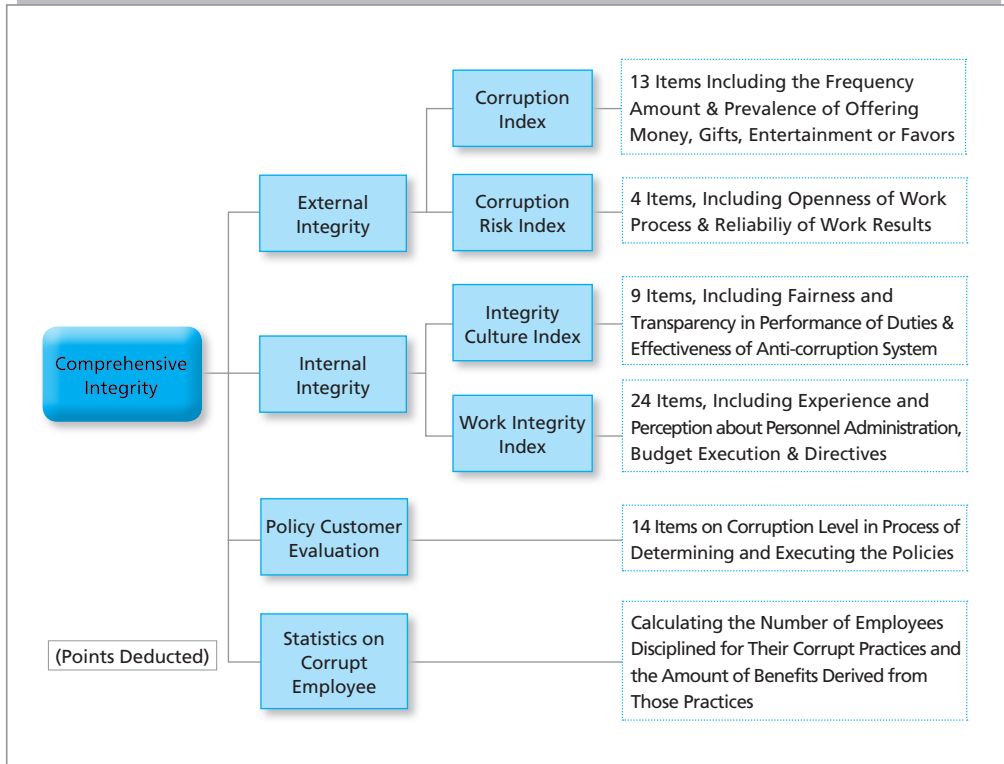 Corruption
Index
13 Items Including the Frequency
Amount & Prevalence of Offering
Money, Gifts, Entertainment or Favors
External
Integrity
Corruption
Risk Index
4 Items, Including Openness of Work
Process & Reliabiliy of Work Results
Comprehensive
Integrity
Internal
Integrity
Integrity
Culture Index
9 Items, Including Fairness and
Transparency in Performance of Duties &
Effectiveness of Anti-corruption System
Work Integrity
Index
24 Items, Including Experience and
Perception about Personnel Administration,
Budget Execution & Directives
Policy Customer
Evaluation
14 Items on Corruption Level in Process of
Determining and Executing the Policies
(Points Deducted)
Statistics on
Corrupt
Employee
Calculating the Number of Employees
Disciplined for Their Corrupt Practices and
the Amount of Benefits Derived from
Those Practices